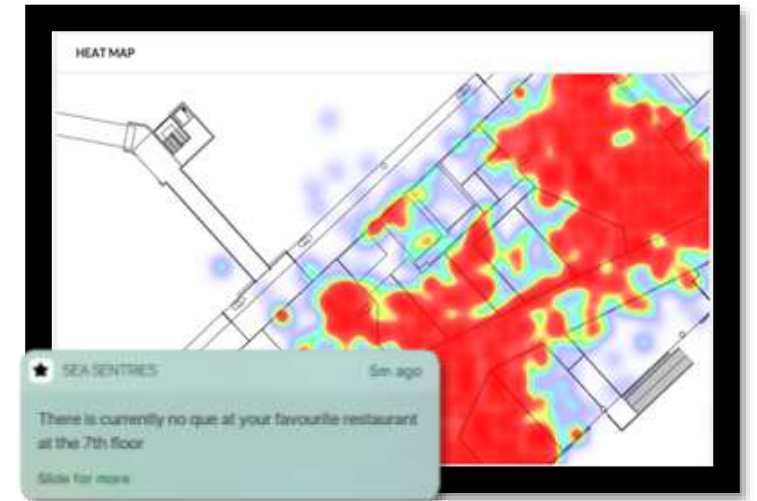 HEAT MAP
SEA SENTRIES
5m ago
There is currently no que at your favourite restaurant
at the 7th floor
Slide for more